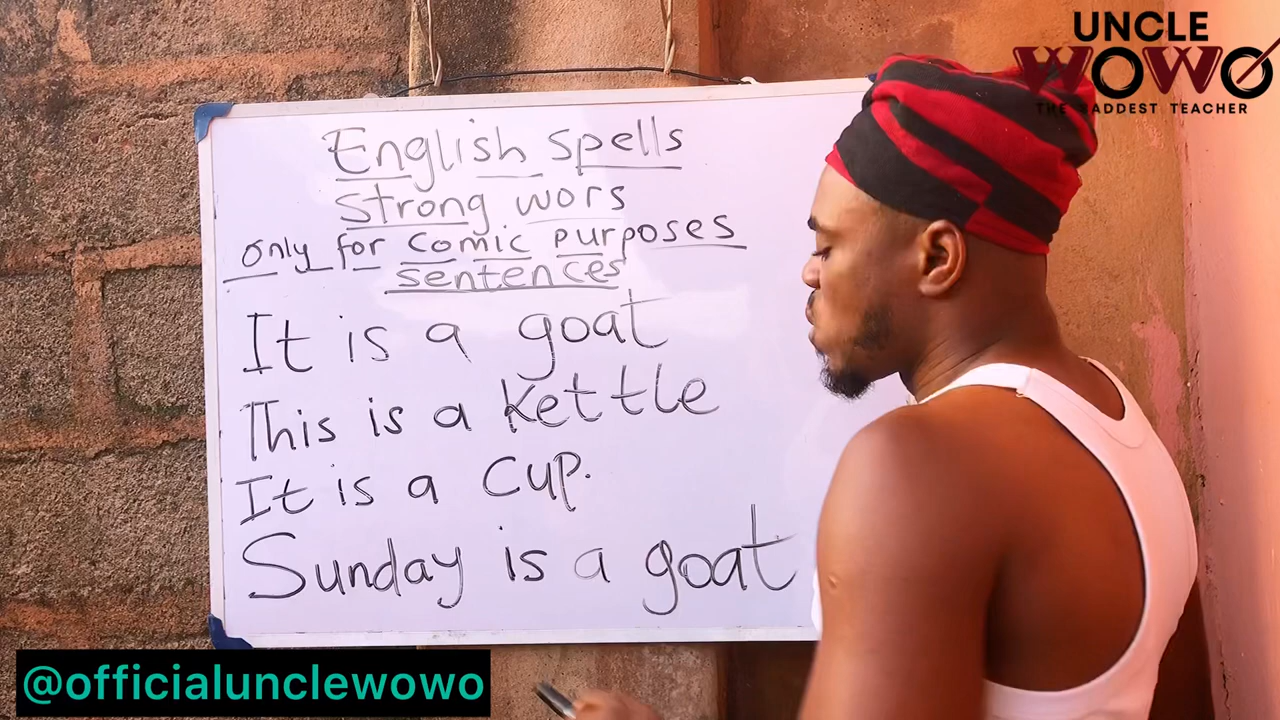 UNCLE
WOWO
THE SADDEST TEACHER
English spells
strong wors
only for comic purposes
sentences
It is a goat
This is a kettle
It is a cup.
Sunday is a goat
@officialunclewowo